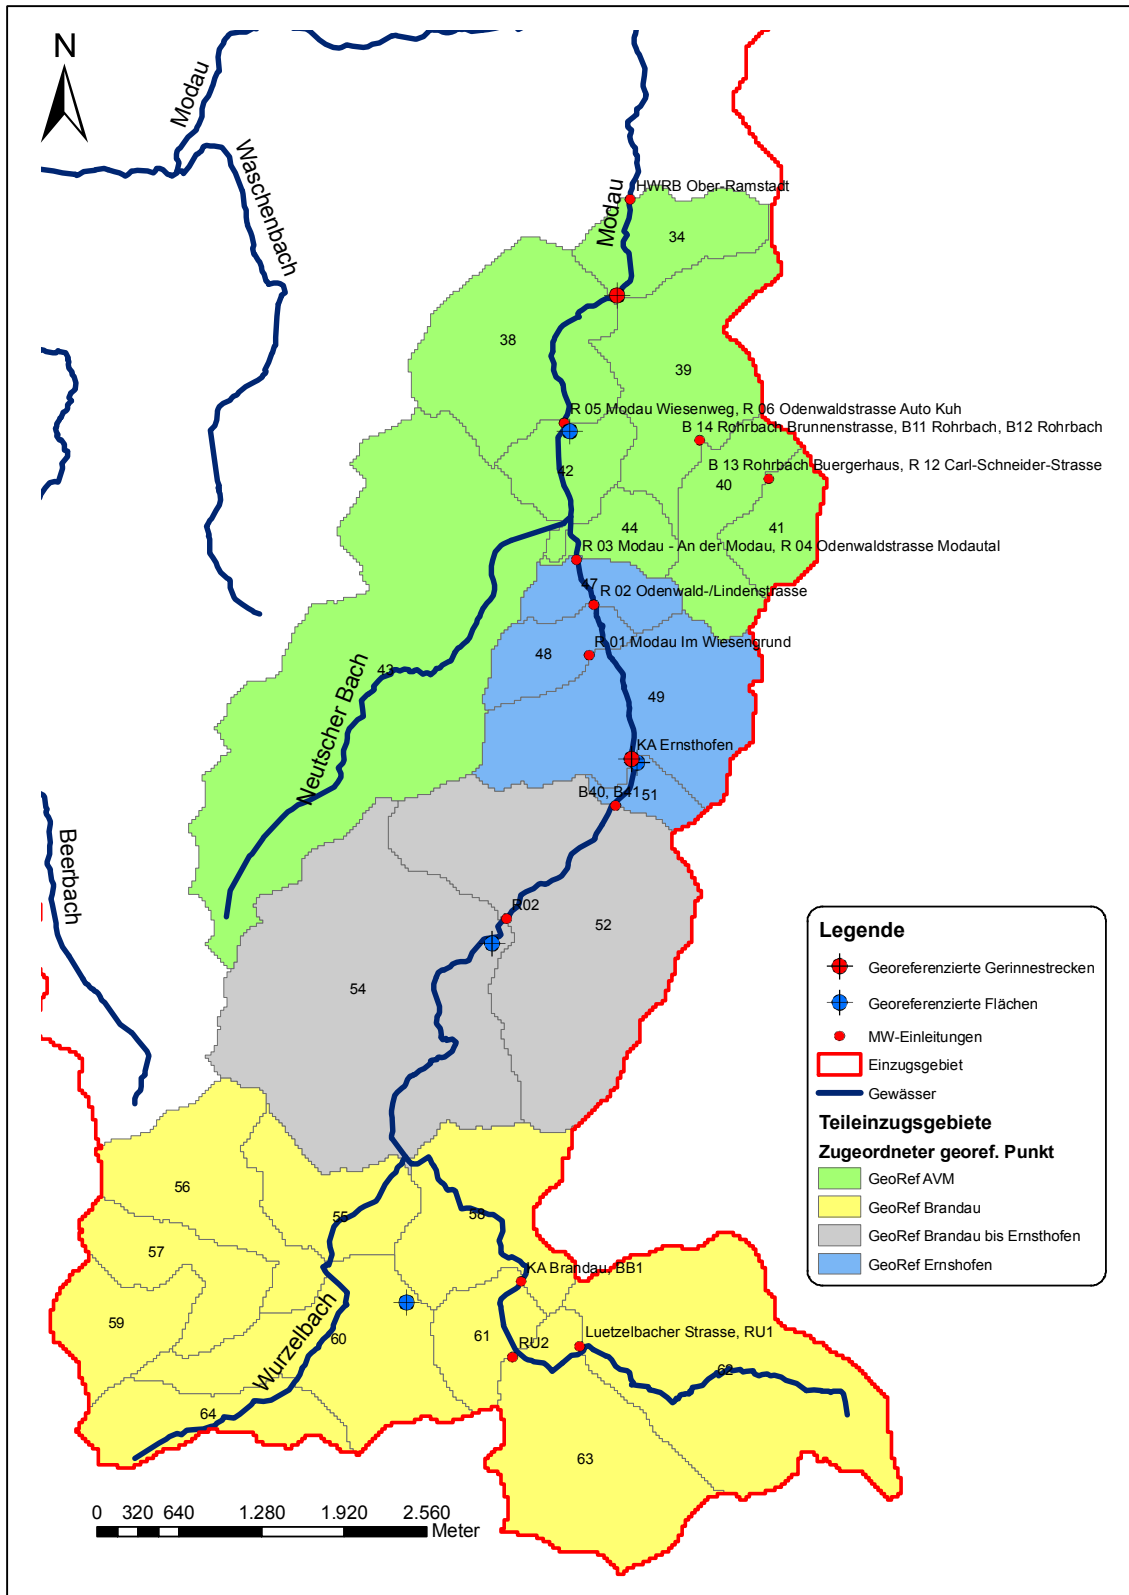 N
Modau
Waschenbach
Modau
HWRB Ober-Ramstadt
34
38
39
R 05 Modau Wiesenweg, R 06 Odenwaldstrasse Auto Kuh
B 14 Rohrbach Brunnenstrasse, B11 Rohrbach, B12 Rohrbach
B 13 Rohrbach Buergerhaus, R 12 Carl-Schneider-Strasse
42
40
44
41
R 03 Modau - An der Modau, R 04 Odenwaldstrasse Modautal
47
R 02 Odenwald-/Lindenstrasse
R 01 Modau Im Wiesengrund
48
43
49
Neutscher Bach
KA Ernsthofen
B40, B41
51
Beerbach
R02
52
54
56
55
58
57
KA Brandau, BB1
59
Wurzelbach
60
61
RU2
Luetzelbacher Strasse, RU1
62
64
63
Legende
Georeferenzierte Gerinnestrecken
Georeferenzierte Flächen
MW-Einleitungen
Einzugsgebiet
Gewässer
Teileinzugsgebiete
Zugeordneter georef. Punkt
GeoRef AVM
GeoRef Brandau
GeoRef Brandau bis Ernsthofen
GeoRef Ernshofen
0 320 640 1.280 1.920 2.560
Meter